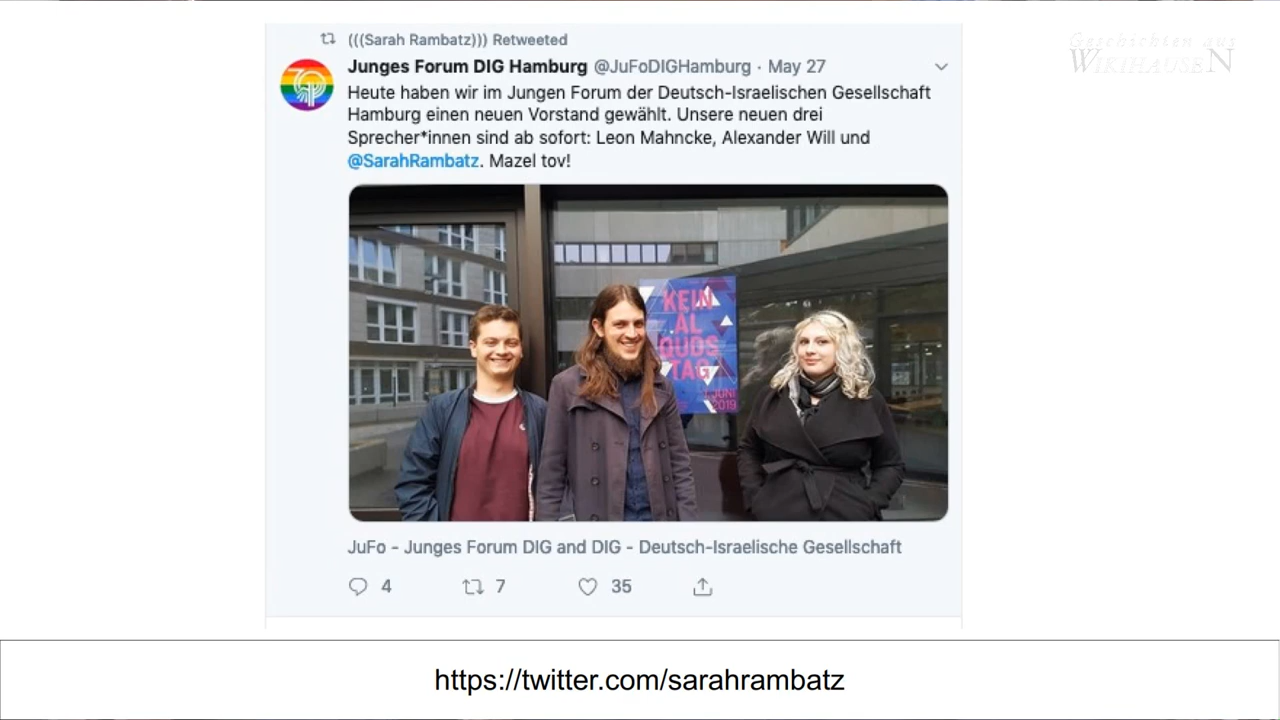 (((Sarah Rambatz))) Retweeted
Geschichten aus
WIKIHAUSEN
Junges Forum DIG Hamburg @JuFoDIGHamburg · May 27
Heute haben wir im Jungen Forum der Deutsch-Israelischen Gesellschaft
Hamburg einen neuen Vorstand gewählt. Unsere neuen drei
Sprecher*innen sind ab sofort: Leon Mahncke, Alexander Will und
@SarahRambatz. Mazel tov!
70
KEIN
AL
QUDS
TAG
JUNI
2019
JuFo - Junges Forum DIG and DIG - Deutsch-Israelische Gesellschaft
4 7 35
https://twitter.com/sarahrambatz